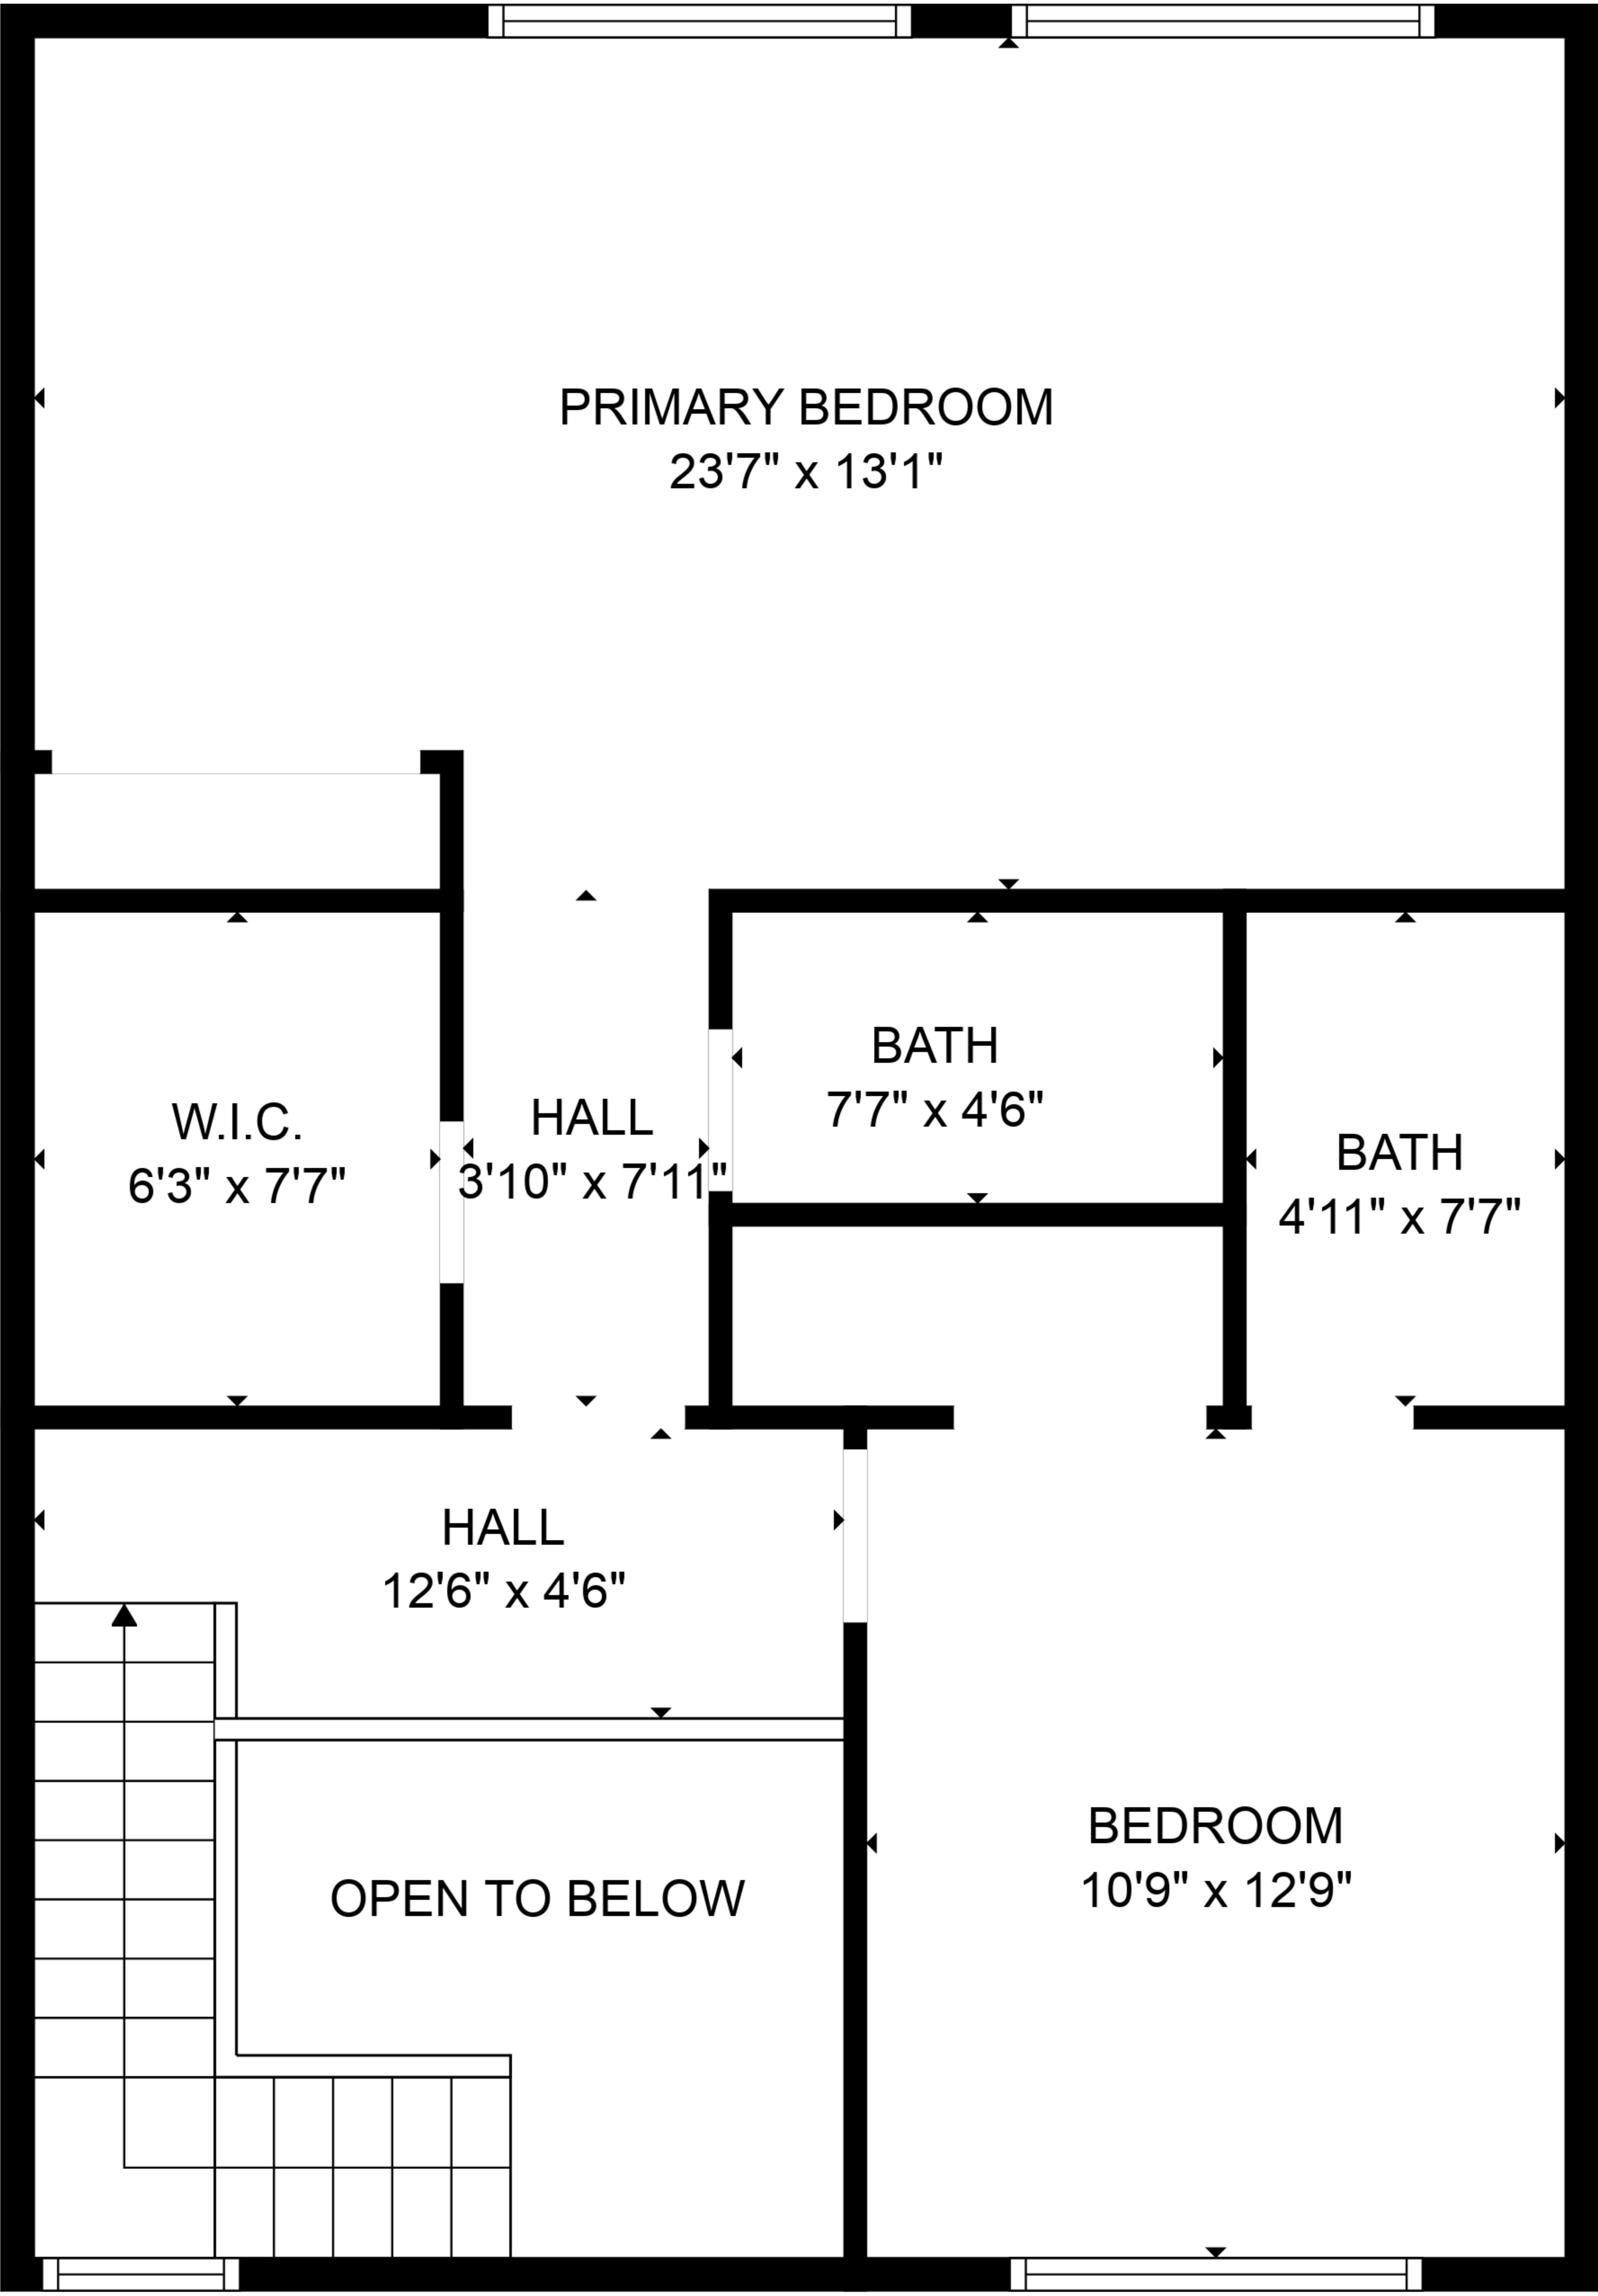 PRIMARY BEDROOM
23'7" x 13'1"
BATH
7'7" x 4'6"
W.I.C.
6'3" x 7'7"
HALL
3'10" x 7'11"
BATH
4'11" x 7'7"
HALL
12'6" x 4'6"
BEDROOM
10'9" x 12'9"
OPEN TO BELOW